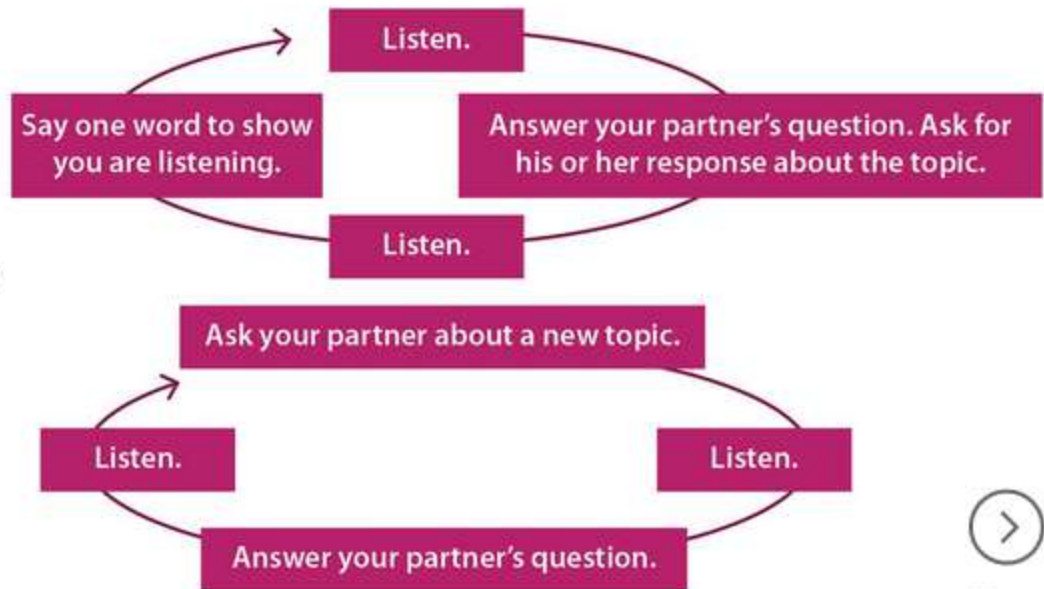 Listen.
Say one word to show
you are listening.
Answer your partner's question. Ask for
his or her response about the topic.
Listen.
Ask your partner about a new topic.
Listen.
Listen.
Answer your partner's question.